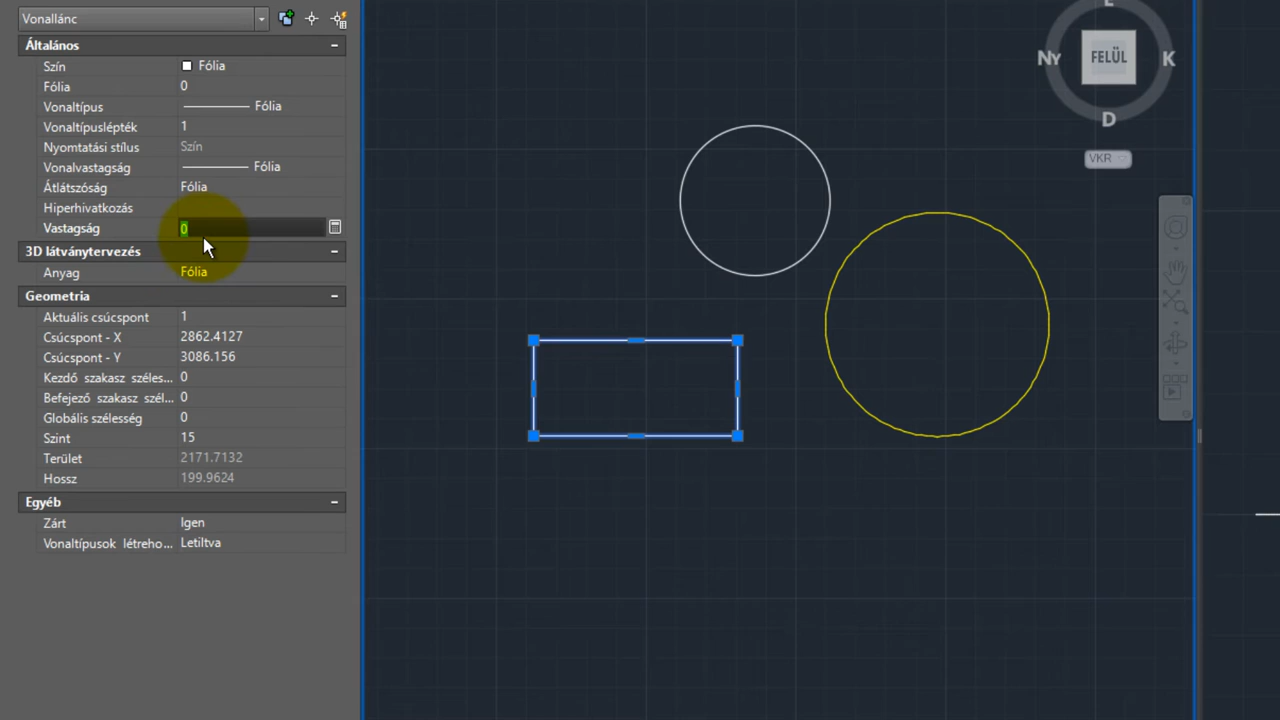 Vonallánc
Általános
Szín Fólia
Fólia 0
Vonaltípus Fólia
Vonaltípuslépték 1
Nyomtatási stílus Szín
Vonalvastagság Fólia
Átlátszóság Fólia
Hiperhivatkozás
Vastagság 0
3D látványtervezés
Anyag Fólia
Geometria
Aktuális csúcspont 1
Csúcspont - X 2862.4127
Csúcspont - Y 3086.156
Kezdő szakasz széles... 0
Befejező szakasz szél... 0
Globális szélesség 0
Szint 15
Terület 2171.7132
Hossz 199.9624
Egyéb
Zárt Igen
Vonaltípusok létreho... Letiltva
NY FELÜL K
D
VKR